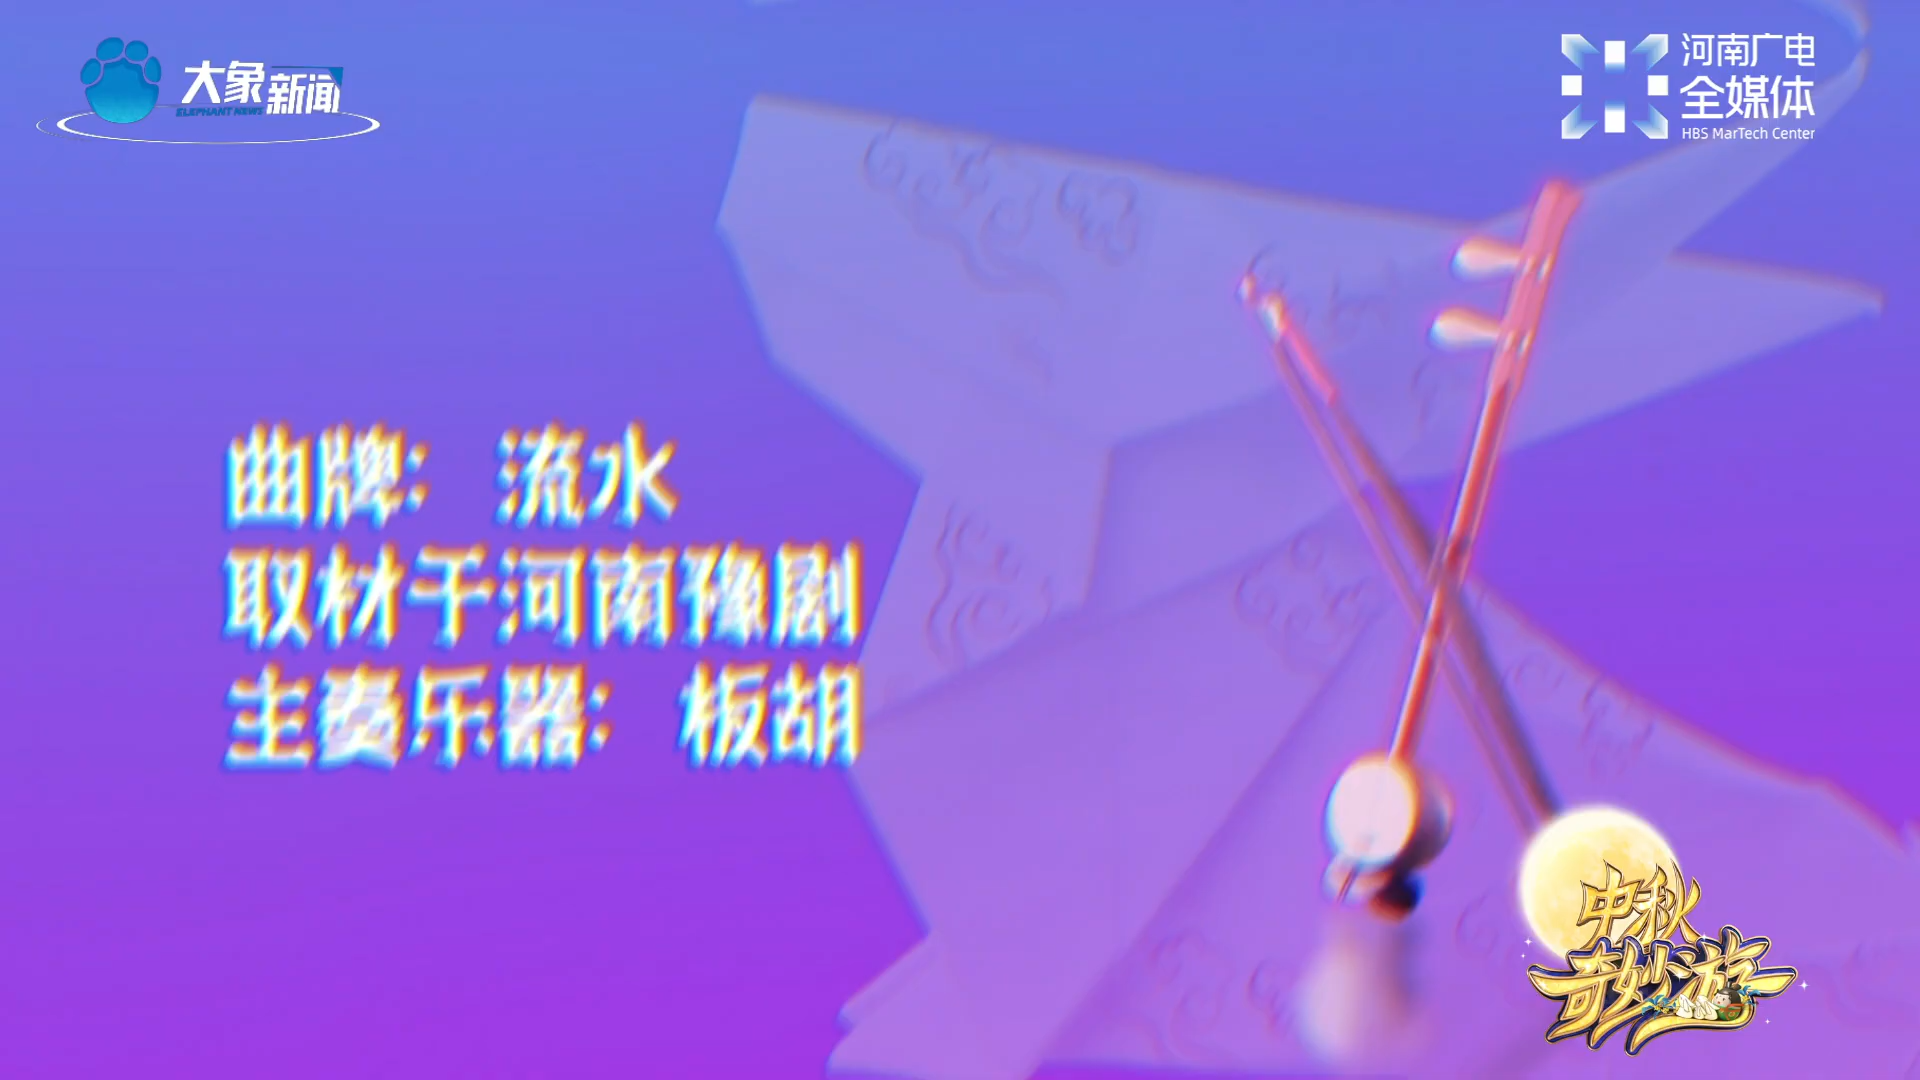 大象新闻
ELEPHANT NEWS
河南广电
全媒体
HBS MarTech Center
曲牌：流水
取材于河南豫剧
主奏乐器：板胡
中秋
奇妙游